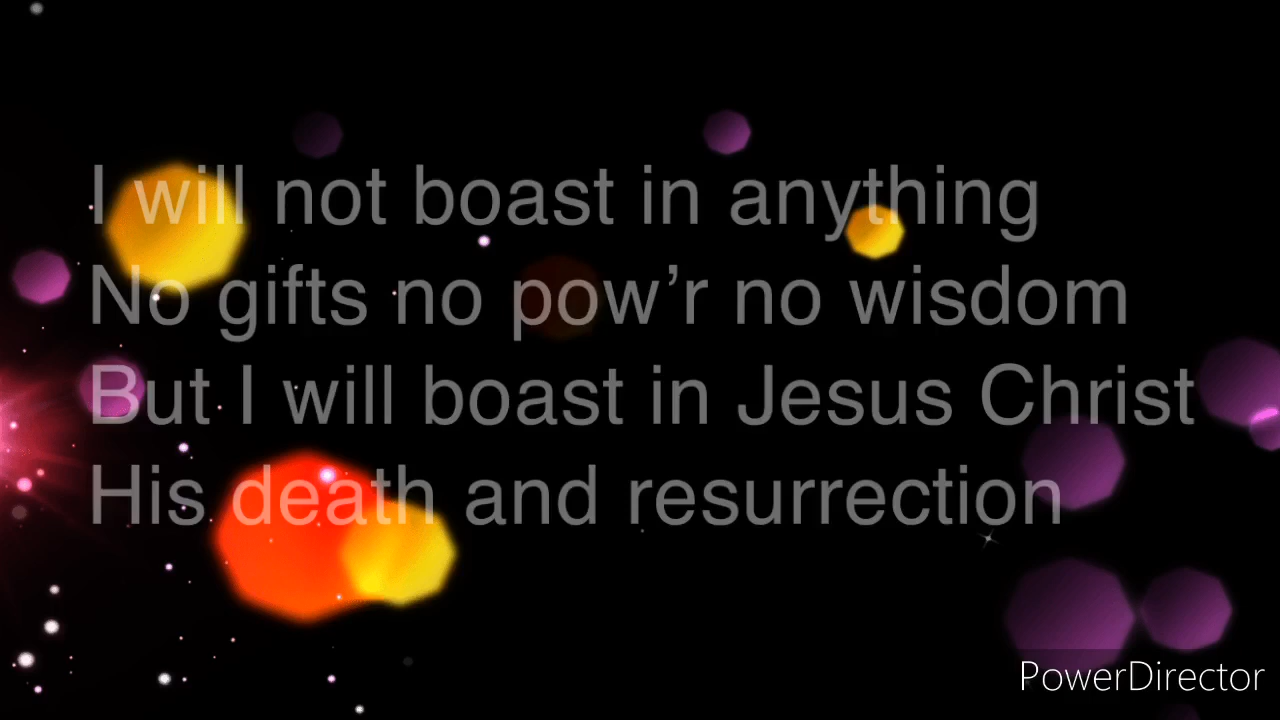 I will not boast in anything
No gifts no pow’r no wisdom
But I will boast in Jesus Christ
His death and resurrection
PowerDirector